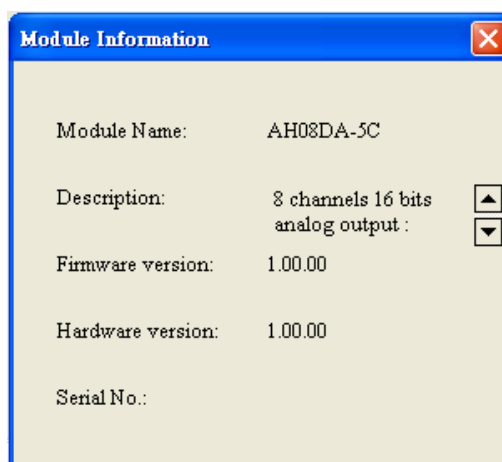 Module Information
Module Name: AH08DA-5C
Description: 8 channels 16 bits
analog output :
Firmware version: 1.00.00
Hardware version: 1.00.00
Serial No.: